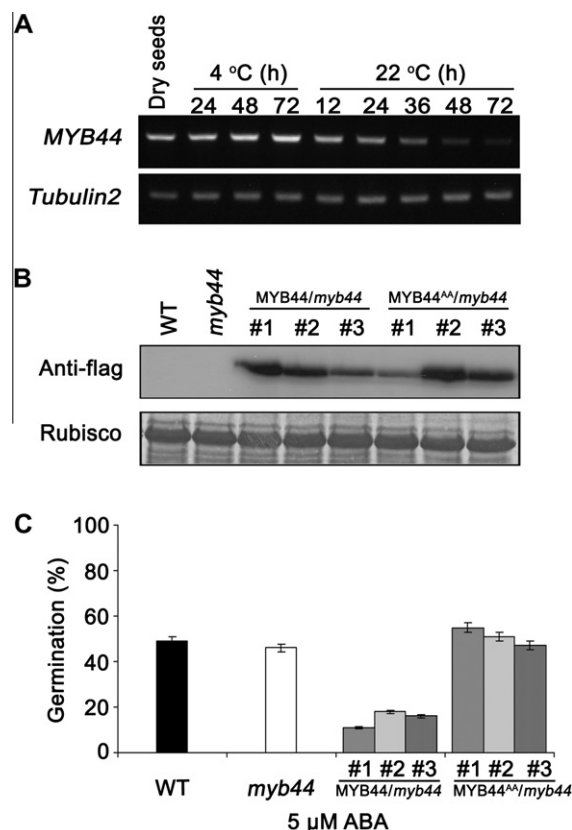 A
Dry seeds
4 °C (h) 22 °C (h)
24 48 72 12 24 36 48 72
MYB44
Tubulin2
B
WT
myb44
MYB44/myb44 MYB44AA/myb44
#1 #2 #3 #1 #2 #3
Anti-flag
Rubisco
C
100
80
60
40
20
0
Germination (%)
#1 #2 #3 #1 #2 #3
WT myb44 MYB44/myb44 MYB44AA/myb44
5 µM ABA